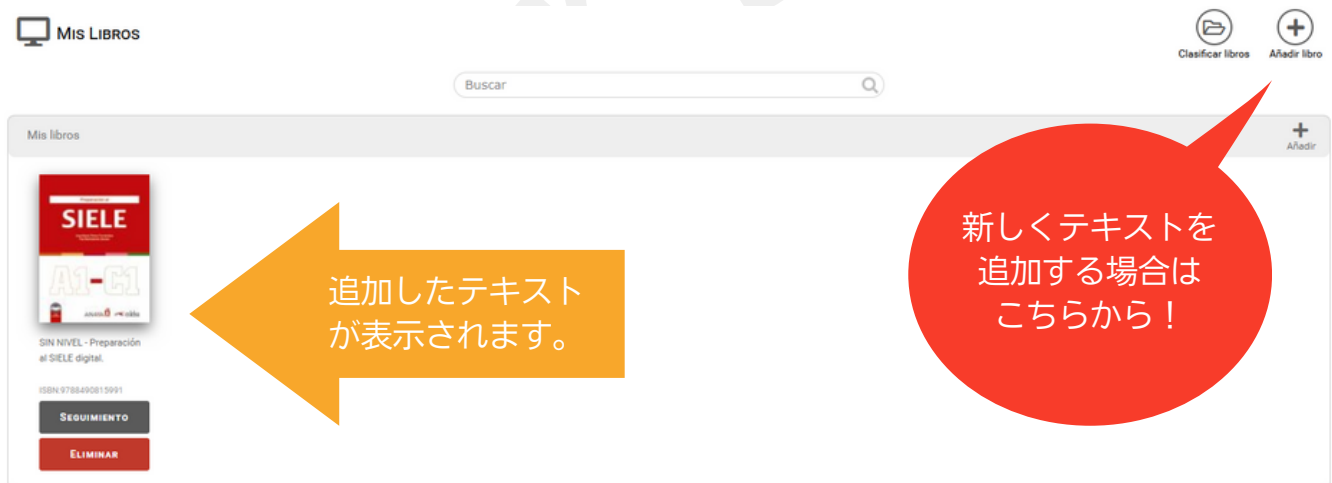 MIS LIBROS
Clasificar libros
Añadir libro
Buscar
Mis libros
Añadir
SIELE
A1-C1
SIN NIVEL - Preparación
al SIELE digital.
ISBN:9788490815991
SEGUIMIENTO
ELIMINAR
追加したテキスト
が表示されます。
新しくテキストを
追加する場合は
こちらから！